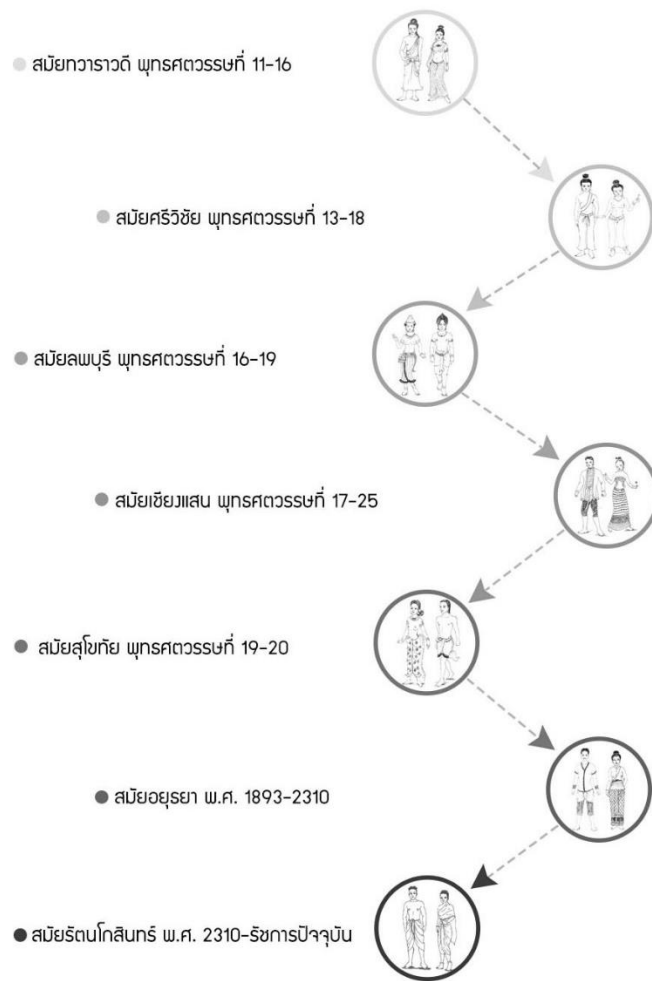 สมัยทวาราวดี พุทธศตวรรษที่ 11-16
สมัยศรีวิชัย พุทธศตวรรษที่ 13-18
สมัยลพบุรี พุทธศตวรรษที่ 16-19
สมัยเชียงแสน พุทธศตวรรษที่ 17-25
สมัยสุโขทัย พุทธศตวรรษที่ 19-20
สมัยอยุธยา พ.ศ. 1893-2310
สมัยรัตนโกสินทร์ พ.ศ. 2310-รัชการปัจจุบัน